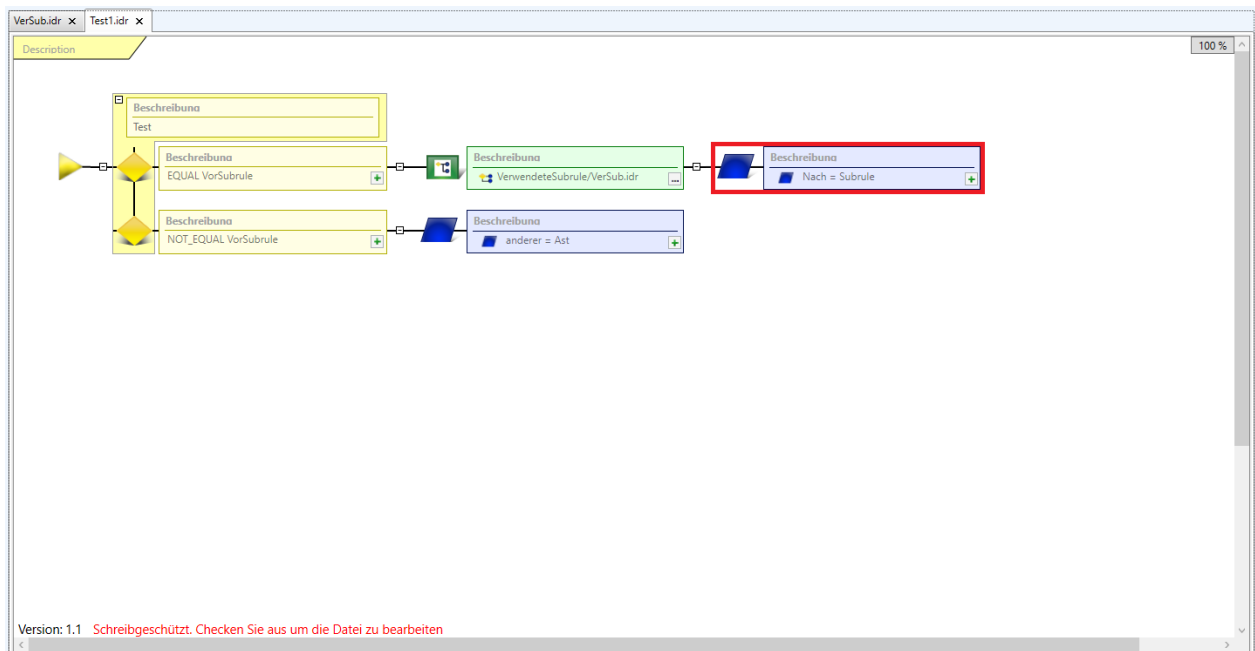 VerSub.idr x Test1.idr x
Description
100 %
Beschreibung
Test
Beschreibung
EQUAL VorSubrule
Beschreibung
VerwendeteSubrule/VerSub.idr
...
Beschreibung
Nach = Subrule
Beschreibung
NOT_EQUAL VorSubrule
Beschreibung
anderer = Ast
Version: 1.1 Schreibgeschützt. Checken Sie aus um die Datei zu bearbeiten